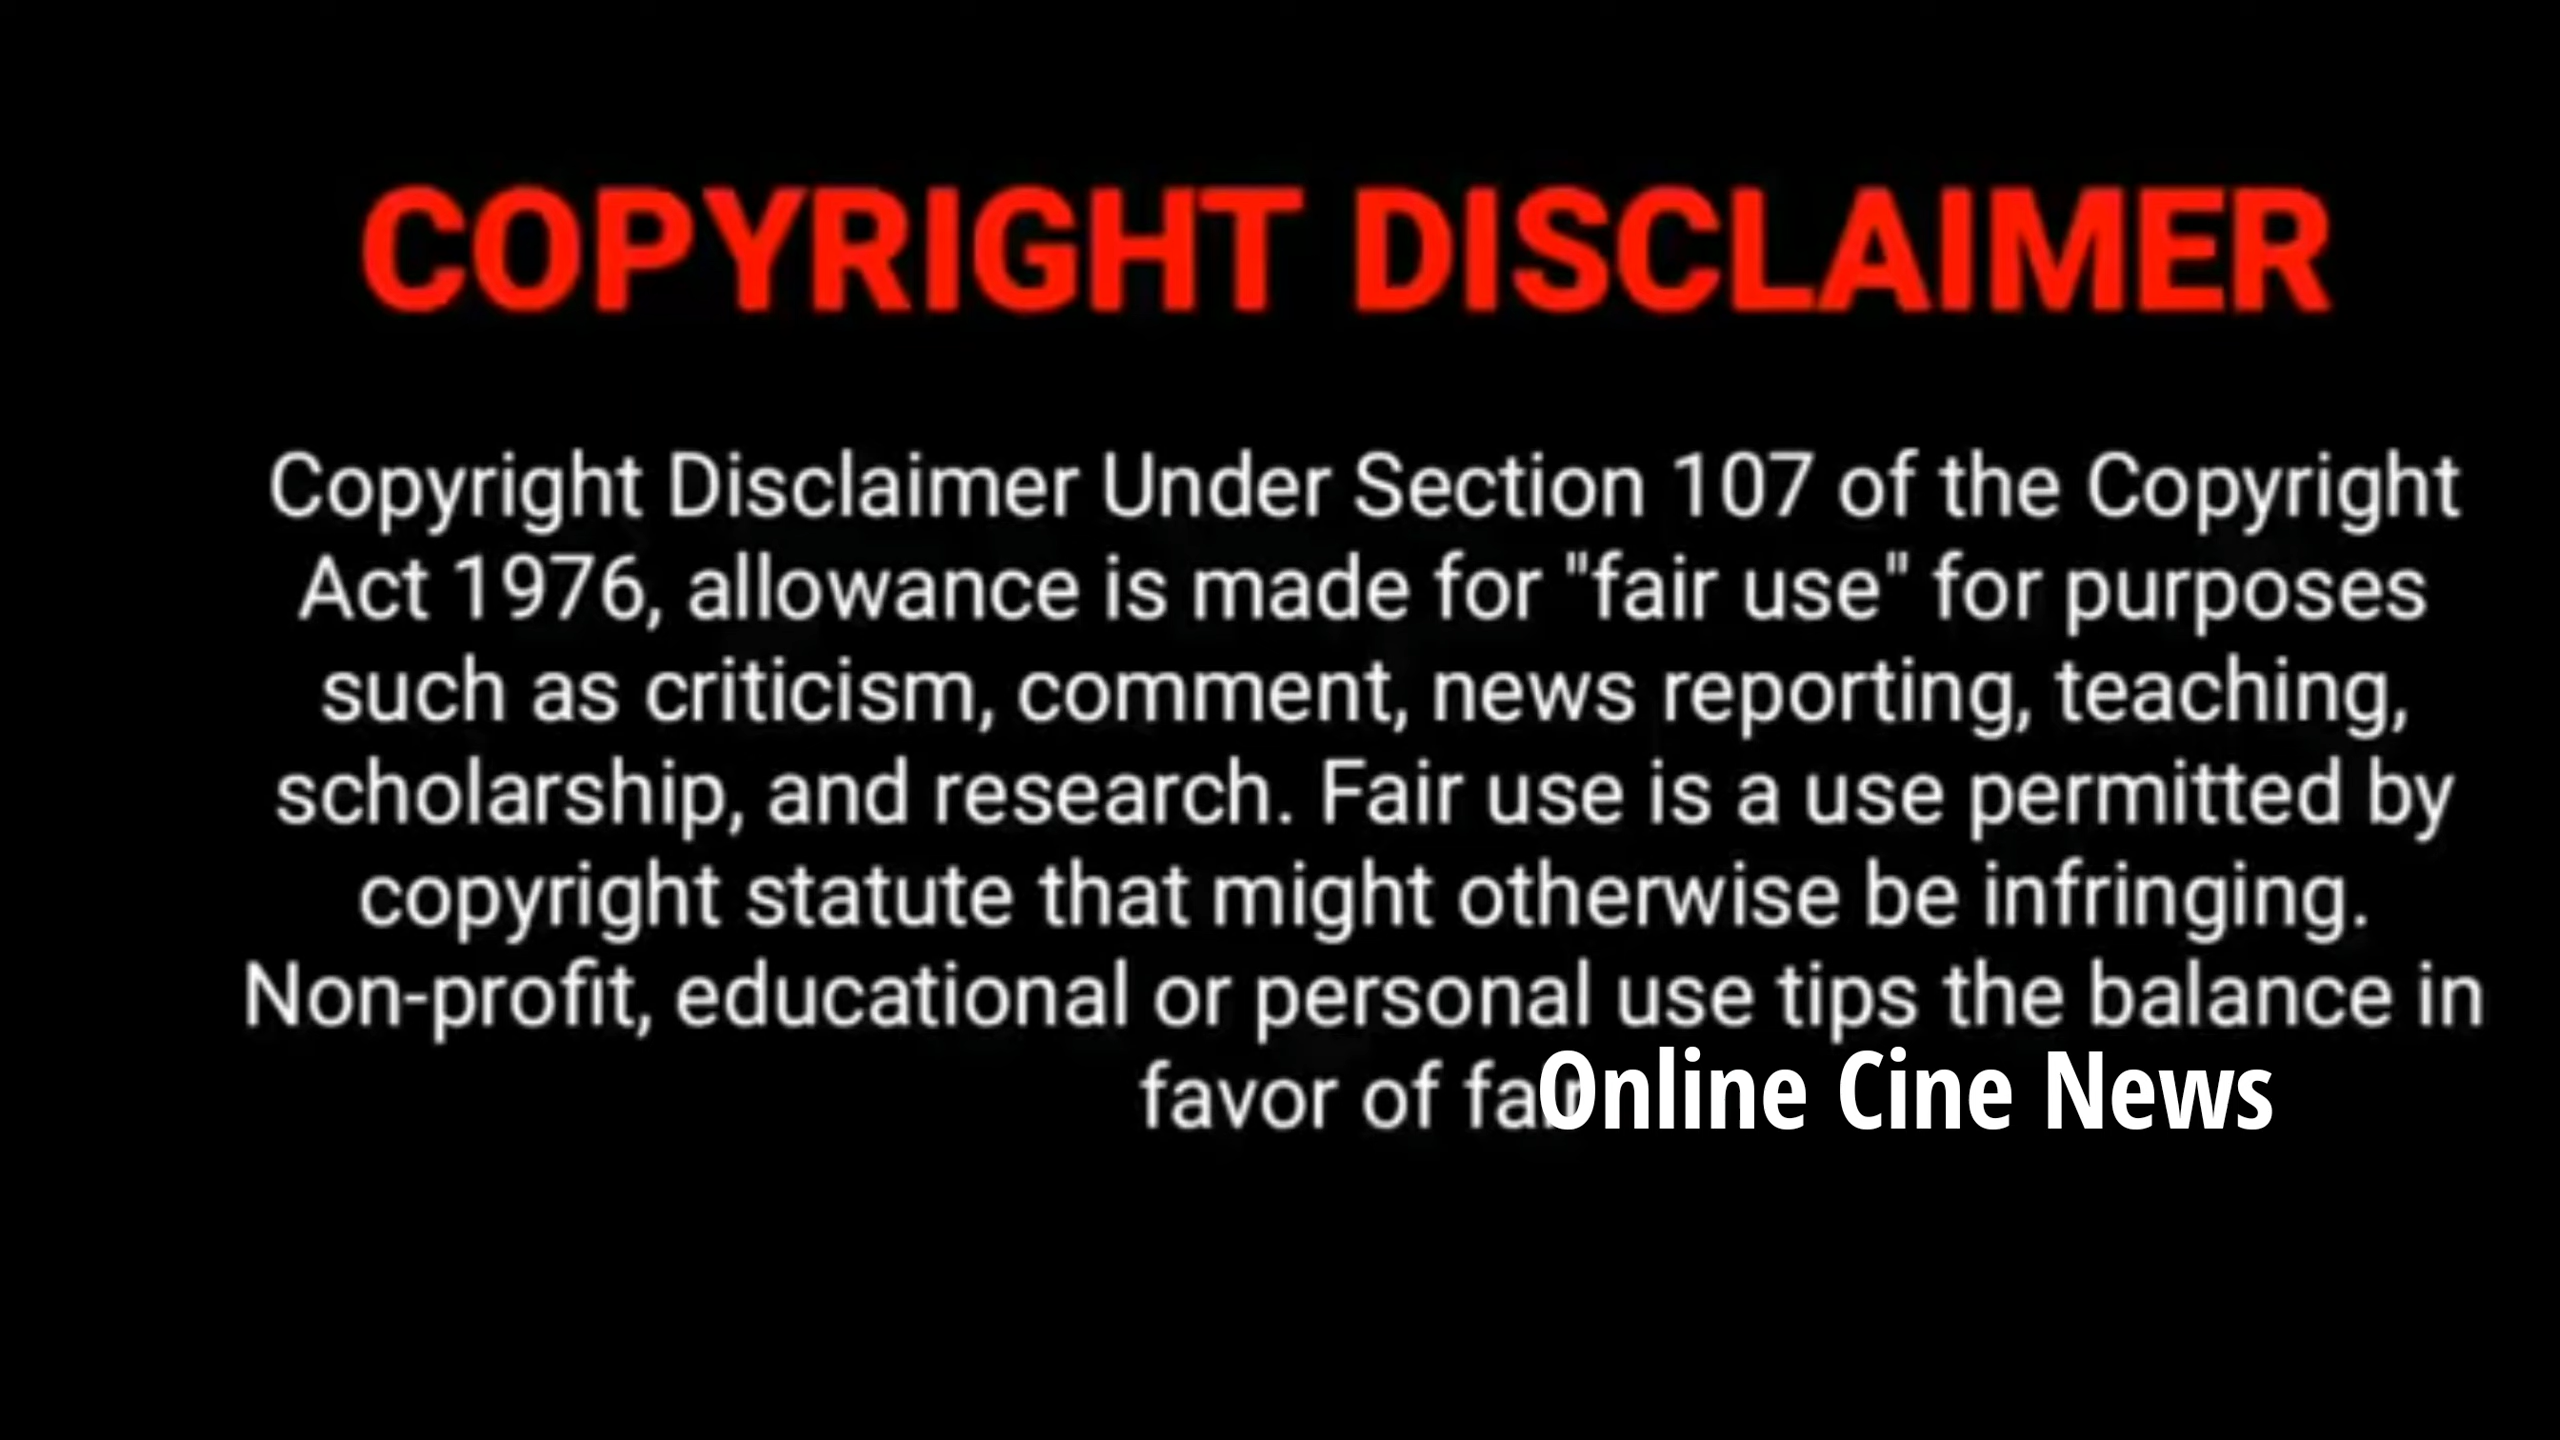 COPYRIGHT DISCLAIMER
Copyright Disclaimer Under Section 107 of the Copyright
Act 1976, allowance is made for "fair use" for purposes
such as criticism, comment, news reporting, teaching,
scholarship, and research. Fair use is a use permitted by
copyright statute that might otherwise be infringing.
Non-profit, educational or personal use tips the balance in
favor of fair
Online Cine News